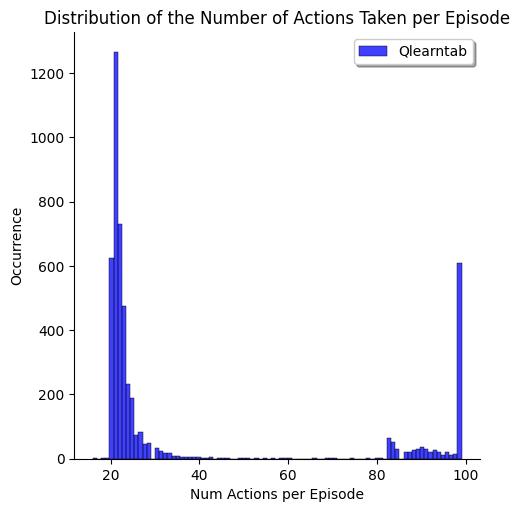 Distribution of the Number of Actions Taken per Episode
Qlearntab
1200
1000
800
600
400
200
0
Occurrence
20 40 60 80 100
Num Actions per Episode